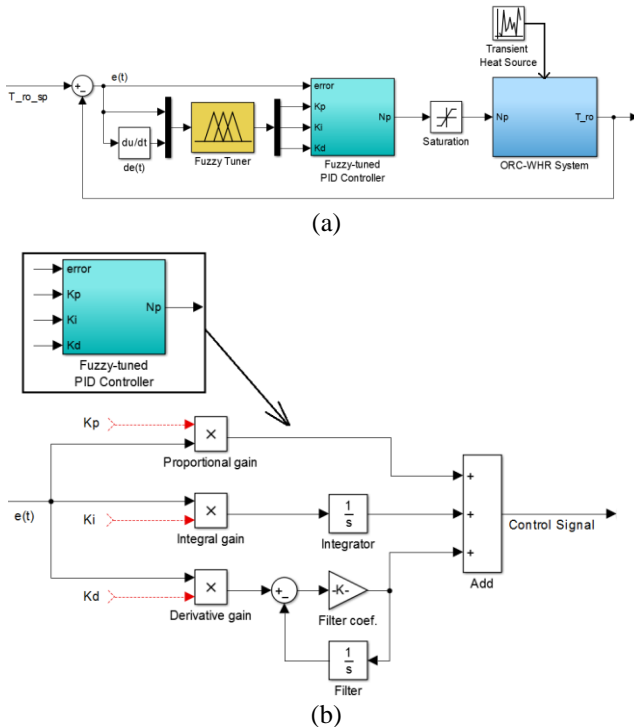 Transient
Heat Source
T_ro_sp
+
−
e(t)
du/dt
de(t)
Fuzzy Tuner
error
Kp
Ki
Kd
Np
Fuzzy-tuned
PID Controller
Saturation
Np
T_ro
ORC-WHR System
(a)
error
Kp
Ki
Kd
Np
Fuzzy-tuned
PID Controller
Kp
×
Proportional gain
e(t)
Ki
×
Integral gain
1
s
Integrator
Kd
×
Derivative gain
+
−
-K-
Filter coef.
1
s
Filter
+
+
+
Add
Control Signal
(b)